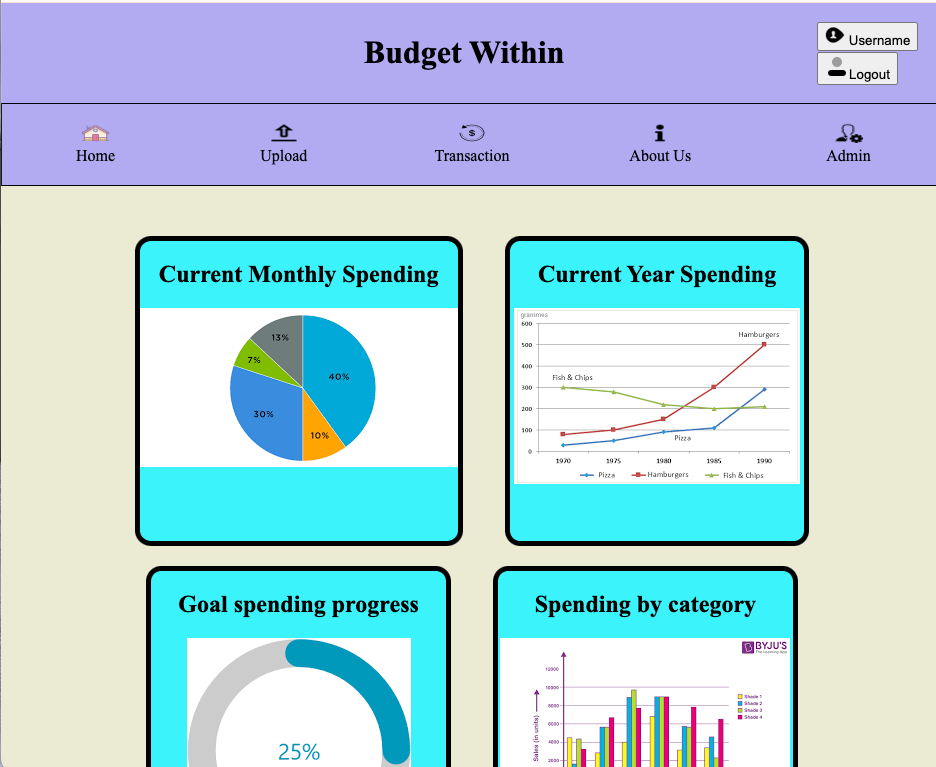 Budget Within
Username
Logout
Home
Upload
Transaction
About Us
Admin
Current Monthly Spending
13%
7%
40%
30%
10%
Current Year Spending
grammes
600
Hamburgers
500
400
Fish & Chips
300
200
100
Pizza
0
1970 1975 1980 1985 1990
Pizza Hamburgers Fish & Chips
Goal spending progress
25%
Spending by category
BYJU'S
The Learning App
12000
10000
8000
6000
4000
2000
Sales (in units)
Shade 1
Shade 2
Shade 3
Shade 4